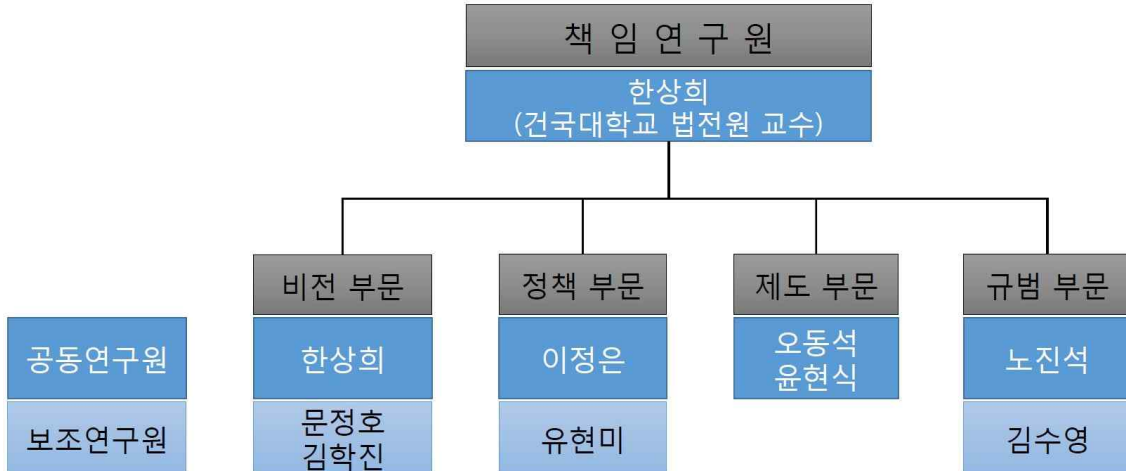 책 임 연 구 원
한상희
(건국대학교 법전원 교수)
비전 부문
정책 부문
제도 부문
규범 부문
공동연구원
한상희
이정은
오동석
윤현식
노진석
보조연구원
문정호
김학진
유현미
김수영